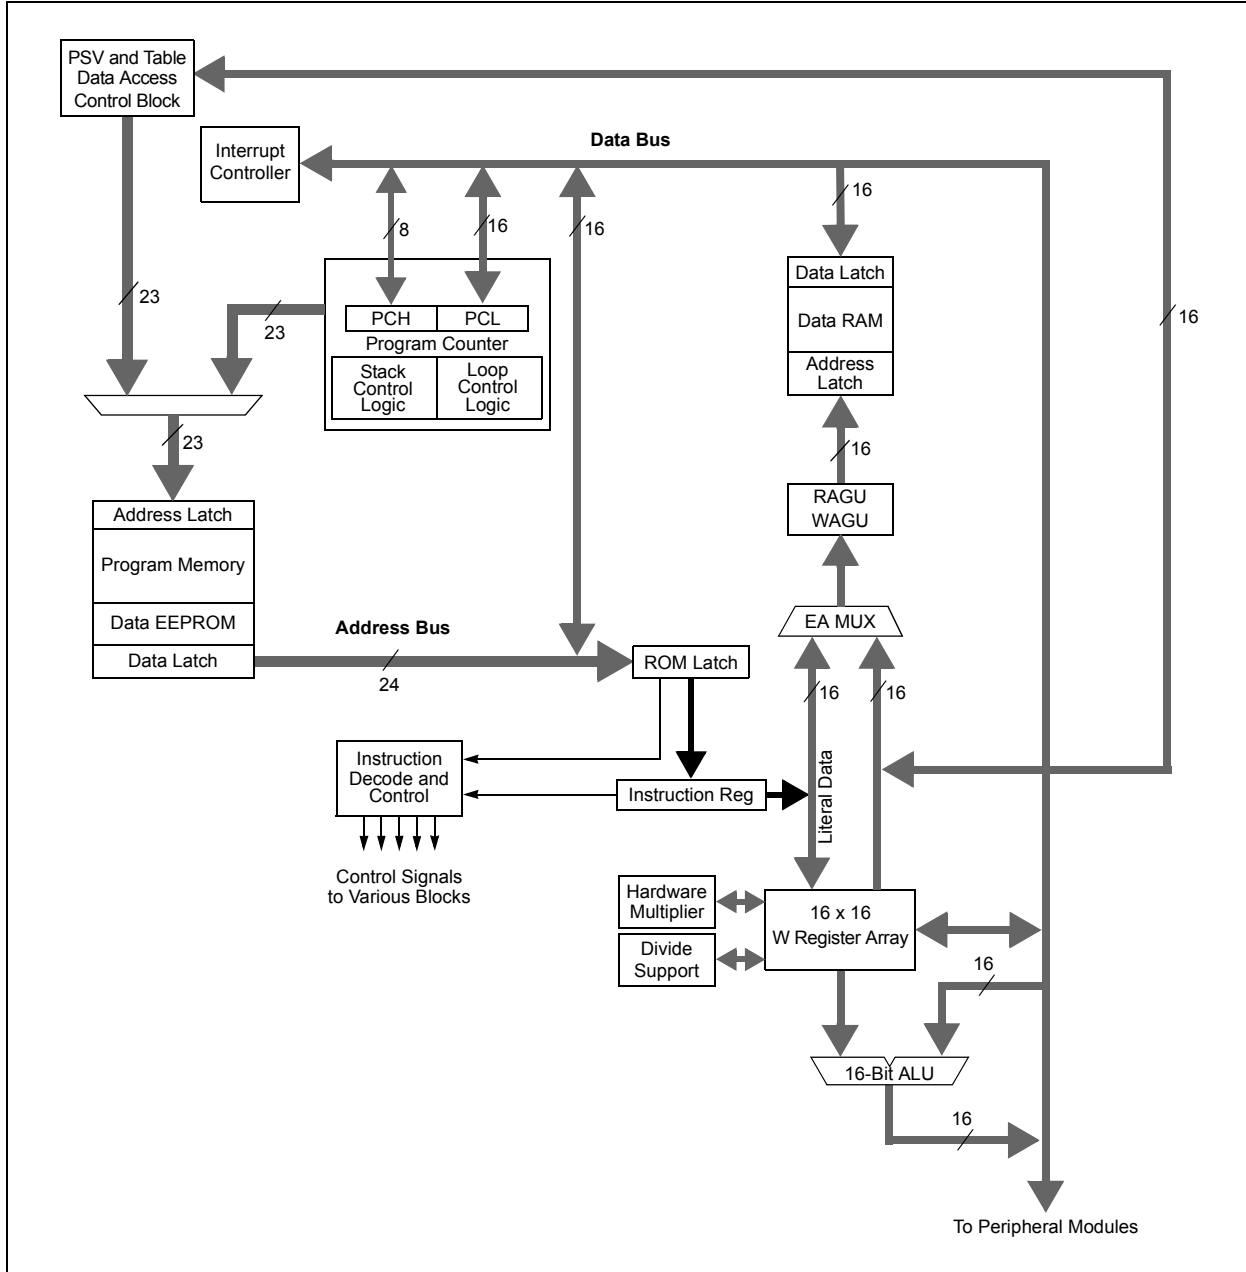 PSV and Table
Data Access
Control Block
Interrupt
Controller
Data Bus
8
16
16
16
16
23
23
23
PCH
PCL
Program Counter
Stack
Control
Logic
Loop
Control
Logic
Data Latch
Data RAM
Address
Latch
16
RAGU
WAGU
EA MUX
16
16
Address Latch
Program Memory
Data EEPROM
Data Latch
Address Bus
24
ROM Latch
Instruction
Decode and
Control
Instruction Reg
Literal Data
Control Signals
to Various Blocks
Hardware
Multiplier
Divide
Support
16 x 16
W Register Array
16
16-Bit ALU
16
To Peripheral Modules